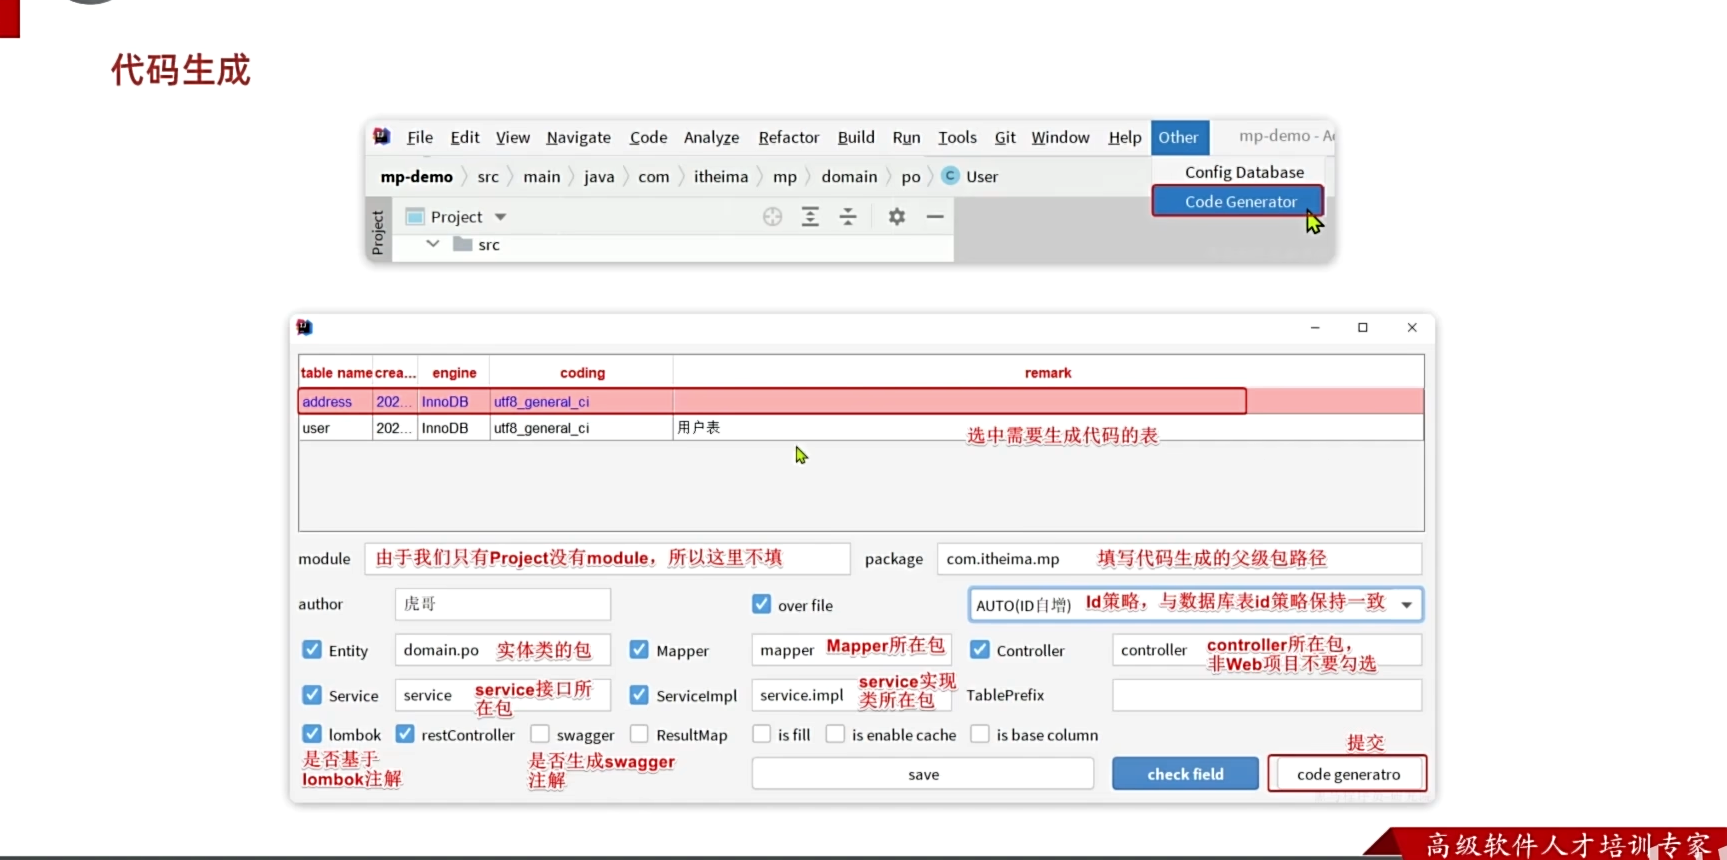 代码生成
File Edit View Navigate Code Analyze Refactor Build Run Tools Git Window Help Other mp-demo - A
mp-demo src main java com itheima mp domain po C User
Config Database
Code Generator
Project
Project
src
table name crea... engine coding remark
address 202... InnoDB utf8_general_ci
user 202... InnoDB utf8_general_ci 用户表
选中需要生成代码的表
module 由于我们只有Project没有module，所以这里不填 package com.itheima.mp 填写代码生成的父级包路径
author 虎哥 over file AUTO(ID自增) Id策略，与数据库表id策略保持一致
Entity domain.po 实体类的包 Mapper mapper Mapper所在包 Controller controller controller所在包，
非Web项目不要勾选
Service service service接口所
在包
ServiceImpl service.impl service实现
类所在包
TablePrefix
lombok restController swagger ResultMap is fill is enable cache is base column
是否基于
lombok注解
是否生成swagger
注解
提交
save check field code generatro
高级软件人才培训专家